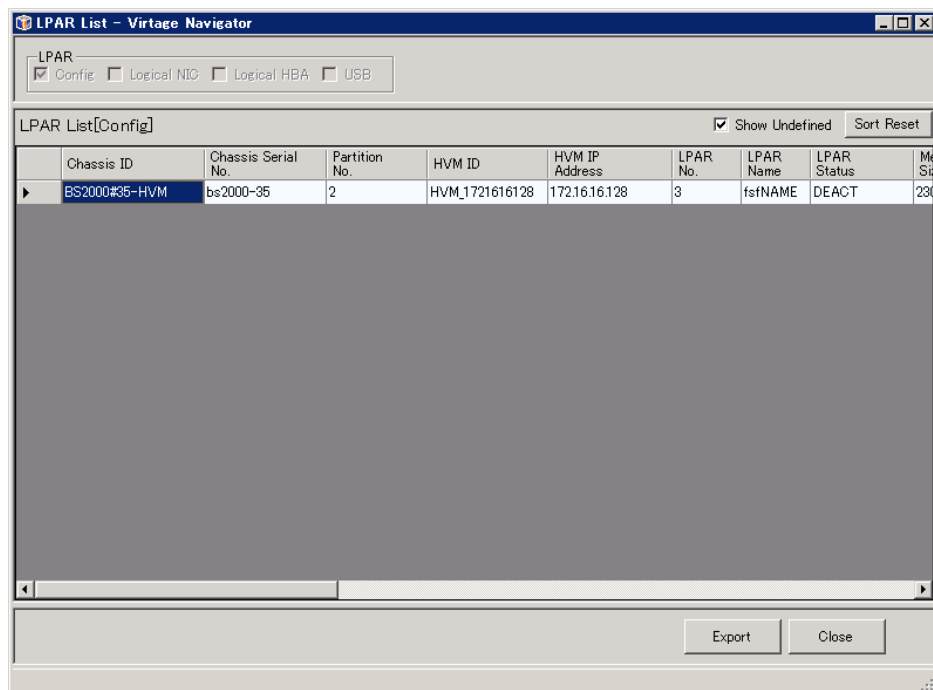 LPAR List - Virtage Navigator
LPAR
Config Logical NIC Logical HBA USB
LPAR List[Config] Show Undefined Sort Reset
Chassis ID Chassis Serial No. Partition No. HVM ID HVM IP Address LPAR No. LPAR Name LPAR Status
BS2000#35-HVM bs2000-35 2 HVM_1721616128 172.16.16.128 3 fsfNAME DEACT
Export Close